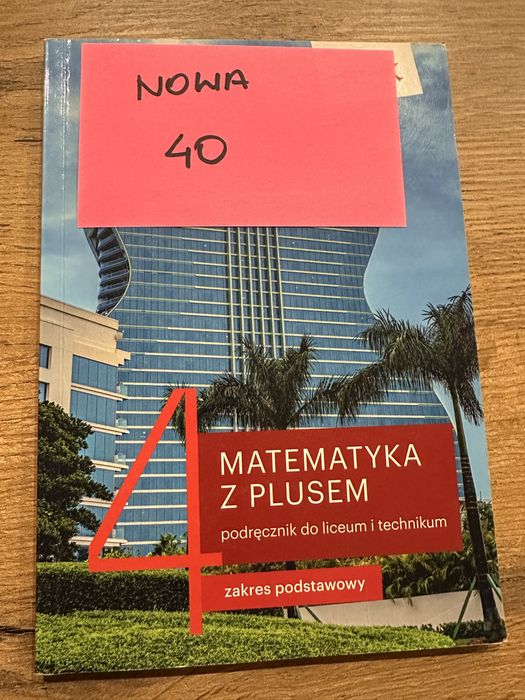 NOWA
40
4
MATEMATYKA
Z PLUSEM
podręcznik do liceum i technikum
zakres podstawowy